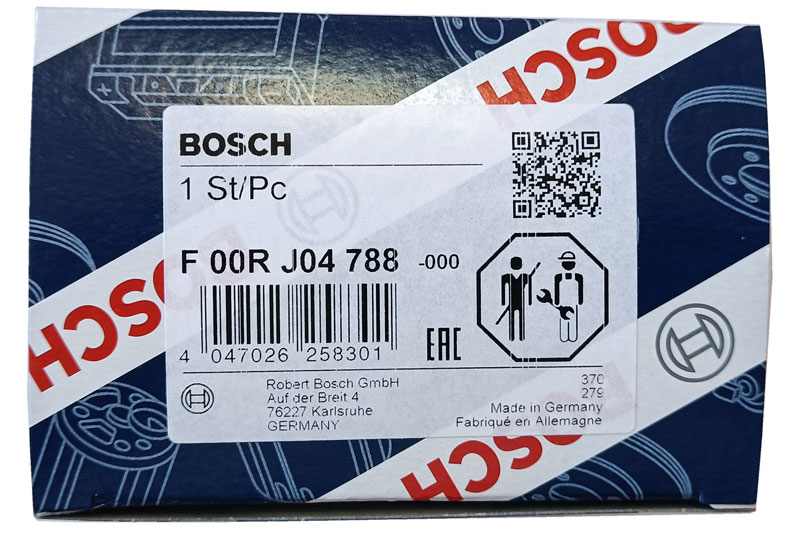 BOSCH
BOSCH
BOSCH
1 St/Pc
F 00R J04 788 -000
4 047026 258301
EAC
Robert Bosch GmbH
Auf der Breit 4
76227 Karlsruhe
GERMANY
370
279
Made in Germany
Fabriqué en Allemagne
BOSCH